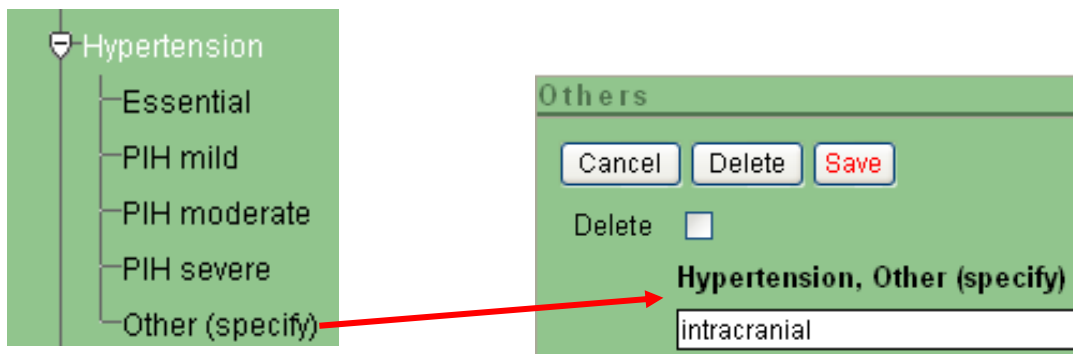 Hypertension
Essential
PIH mild
PIH moderate
PIH severe
Other (specify)
Others
Cancel Delete Save
Delete
Hypertension, Other (specify)
intracranial